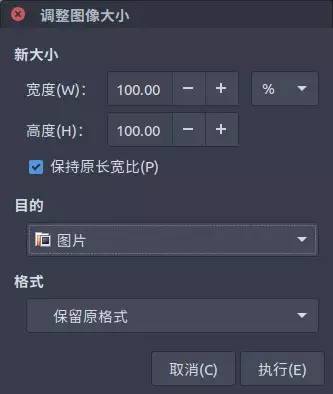 调整图像大小
新大小
宽度(W)： 100.00 − + %
高度(H)： 100.00 − +
保持原长宽比(P)
目的
图片
格式
保留原格式
取消(C) 执行(E)